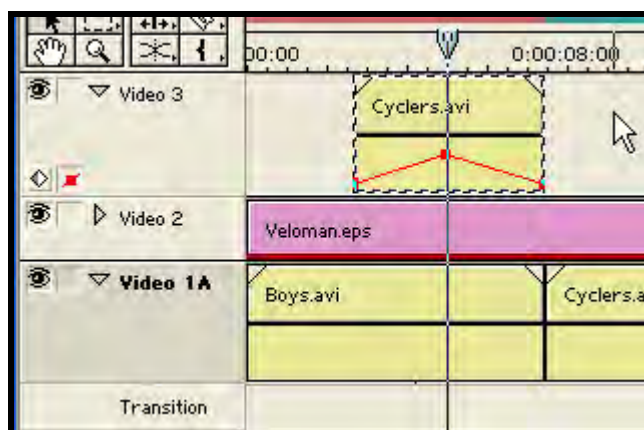 00:00
0:00:08:00
Video 3
Cyclers.avi
Video 2
Veloman.eps
Video 1A
Boys.avi
Cyclers.a
Transition